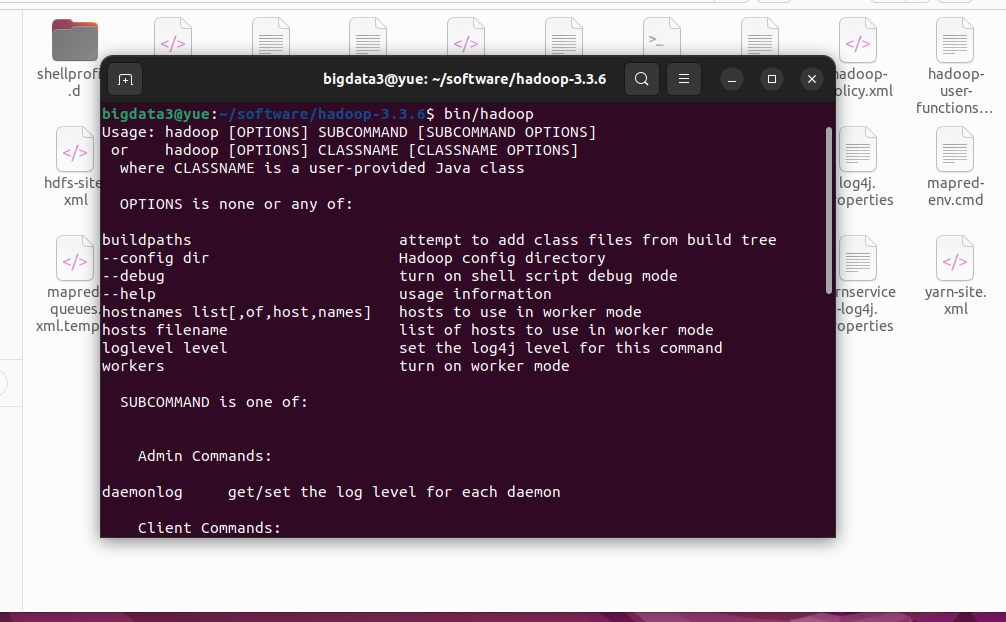 shellprofi
.d
hadoop-
olicy.xml
hadoop-
user-
functions…
hdfs-site
xml
log4j.
operties
mapred-
env.cmd
mapred
queues.
xml.temp
rnservice
-log4j.
operties
yarn-site.
xml
bigdata3@yue: ~/software/hadoop-3.3.6
bigdata3@yue:~/software/hadoop-3.3.6$ bin/hadoop
Usage: hadoop [OPTIONS] SUBCOMMAND [SUBCOMMAND OPTIONS]
or    hadoop [OPTIONS] CLASSNAME [CLASSNAME OPTIONS]
where CLASSNAME is a user-provided Java class
OPTIONS is none or any of:
buildpaths                       attempt to add class files from build tree
--config dir                     Hadoop config directory
--debug                          turn on shell script debug mode
--help                           usage information
hostnames list[,of,host,names]   hosts to use in worker mode
hosts filename                   list of hosts to use in worker mode
loglevel level                   set the log4j level for this command
workers                          turn on worker mode
SUBCOMMAND is one of:
Admin Commands:
daemonlog     get/set the log level for each daemon
Client Commands: